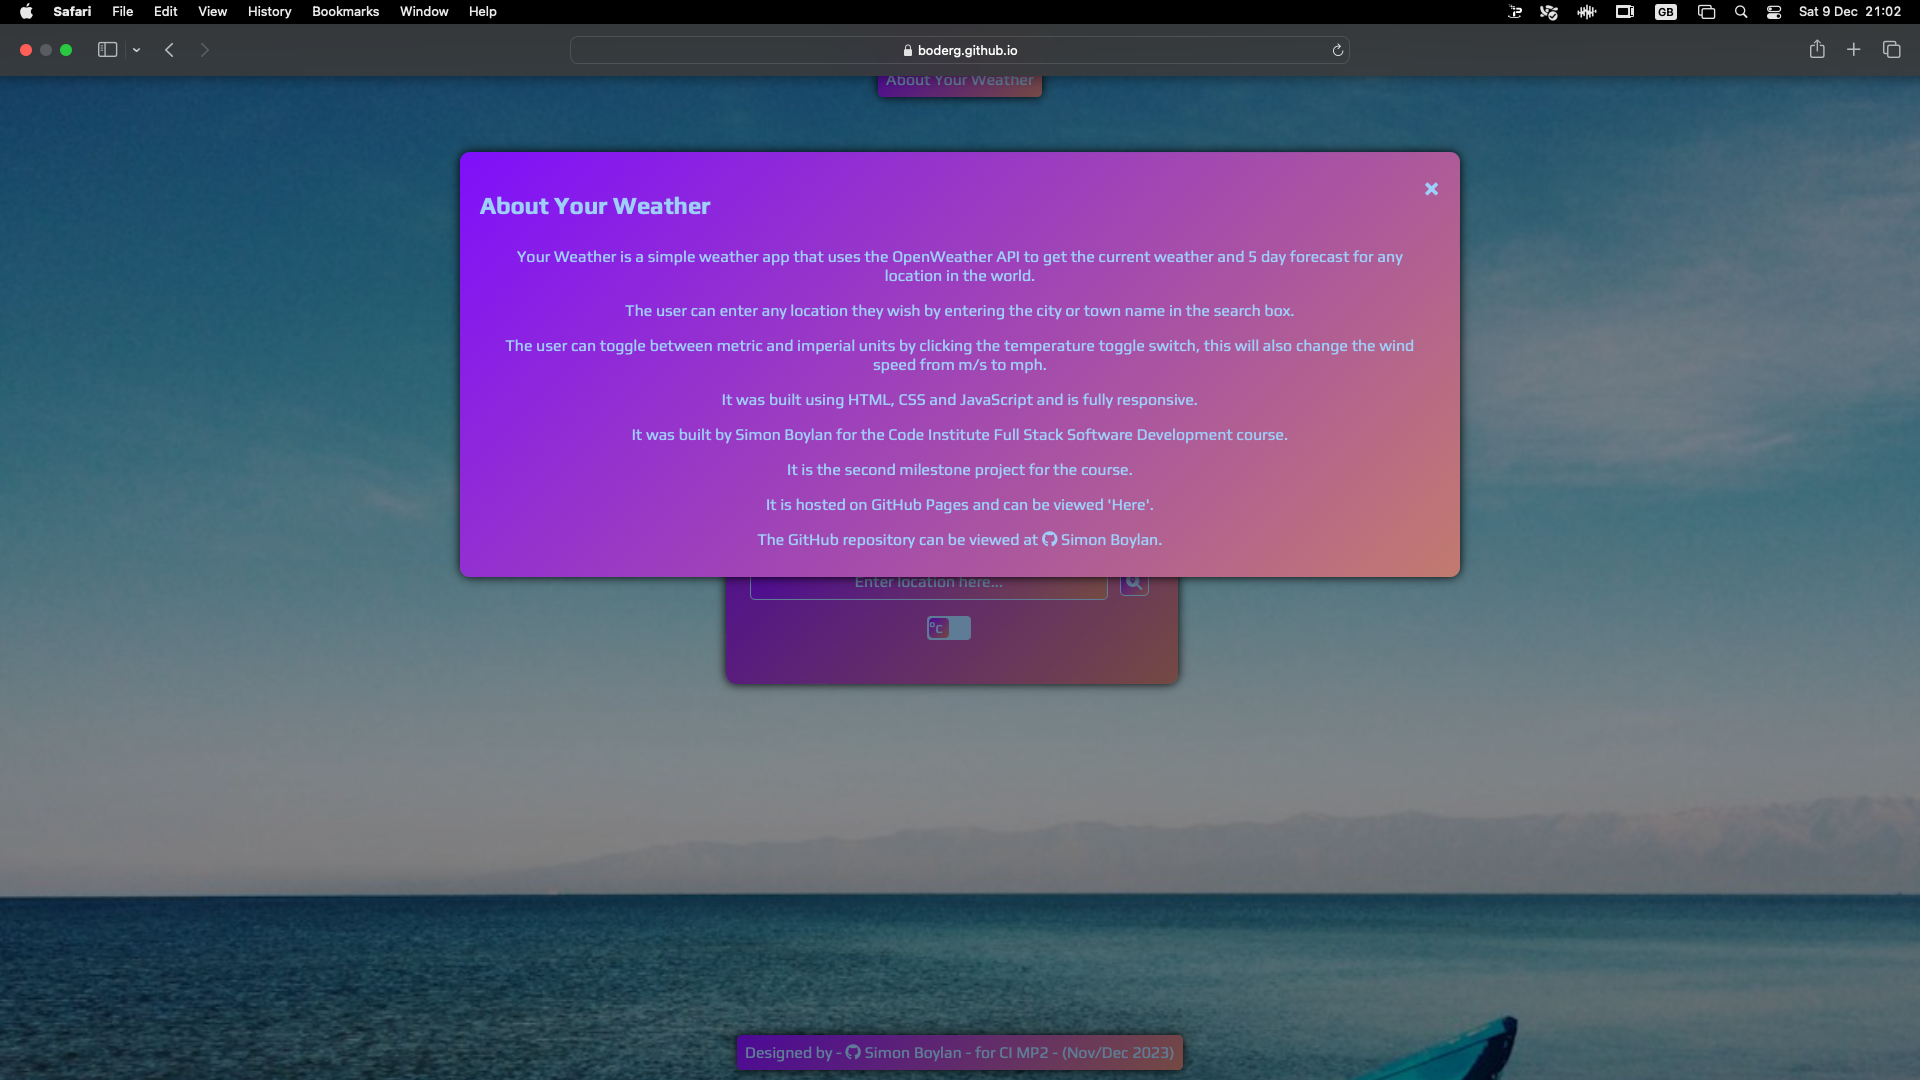 Safari File Edit View History Bookmarks Window Help GB Sat 9 Dec 21:02
boderg.github.io
About Your Weather
About Your Weather
Your Weather is a simple weather app that uses the OpenWeather API to get the current weather and 5 day forecast for any
location in the world.
The user can enter any location they wish by entering the city or town name in the search box.
The user can toggle between metric and imperial units by clicking the temperature toggle switch, this will also change the wind
speed from m/s to mph.
It was built using HTML, CSS and JavaScript and is fully responsive.
It was built by Simon Boylan for the Code Institute Full Stack Software Development course.
It is the second milestone project for the course.
It is hosted on GitHub Pages and can be viewed 'Here'.
The GitHub repository can be viewed at Simon Boylan.
Enter location here...
°C
Designed by - Simon Boylan - for CI MP2 - (Nov/Dec 2023)